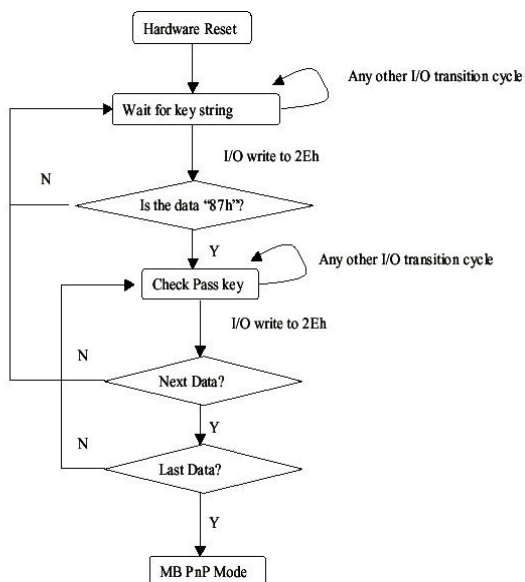 Hardware Reset
Any other I/O transition cycle
Wait for key string
I/O write to 2Eh
N
Is the data “87h”?
Y
Any other I/O transition cycle
Check Pass key
I/O write to 2Eh
N
Next Data?
Y
N
Last Data?
Y
MB PnP Mode